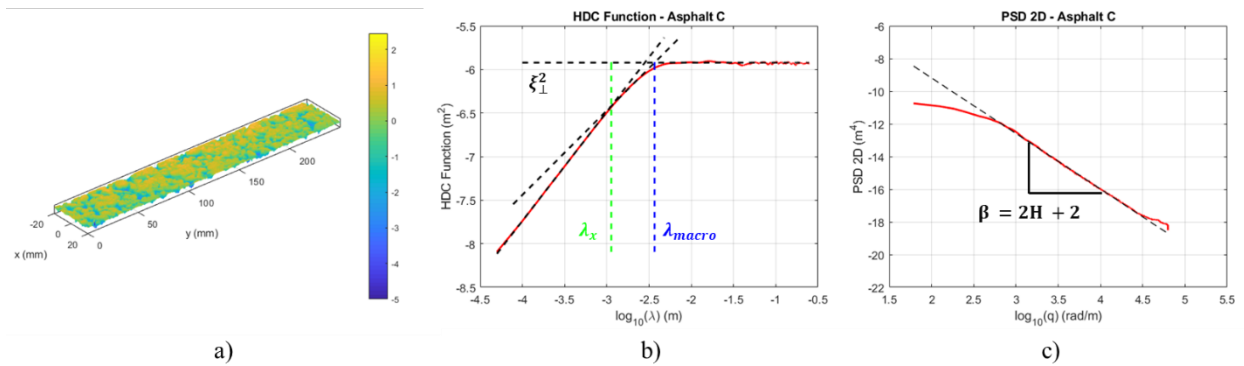 2
1
0
-1
-2
-3
-4
-5
-20
0
20
x (mm)
0
50
100
150
200
y (mm)
a)
HDC Function - Asphalt C
HDC Function (m²)
-5.5
-6
-6.5
-7
-7.5
-8
-8.5
ξ⊥²
λx
λmacro
-4.5 -4 -3.5 -3 -2.5 -2 -1.5 -1 -0.5
log10(λ) (m)
b)
PSD 2D - Asphalt C
PSD 2D (m⁴)
-4
-6
-8
-10
-12
-14
-16
-18
-20
-22
β = 2H + 2
1.5 2 2.5 3 3.5 4 4.5 5 5.5
log10(q) (rad/m)
c)